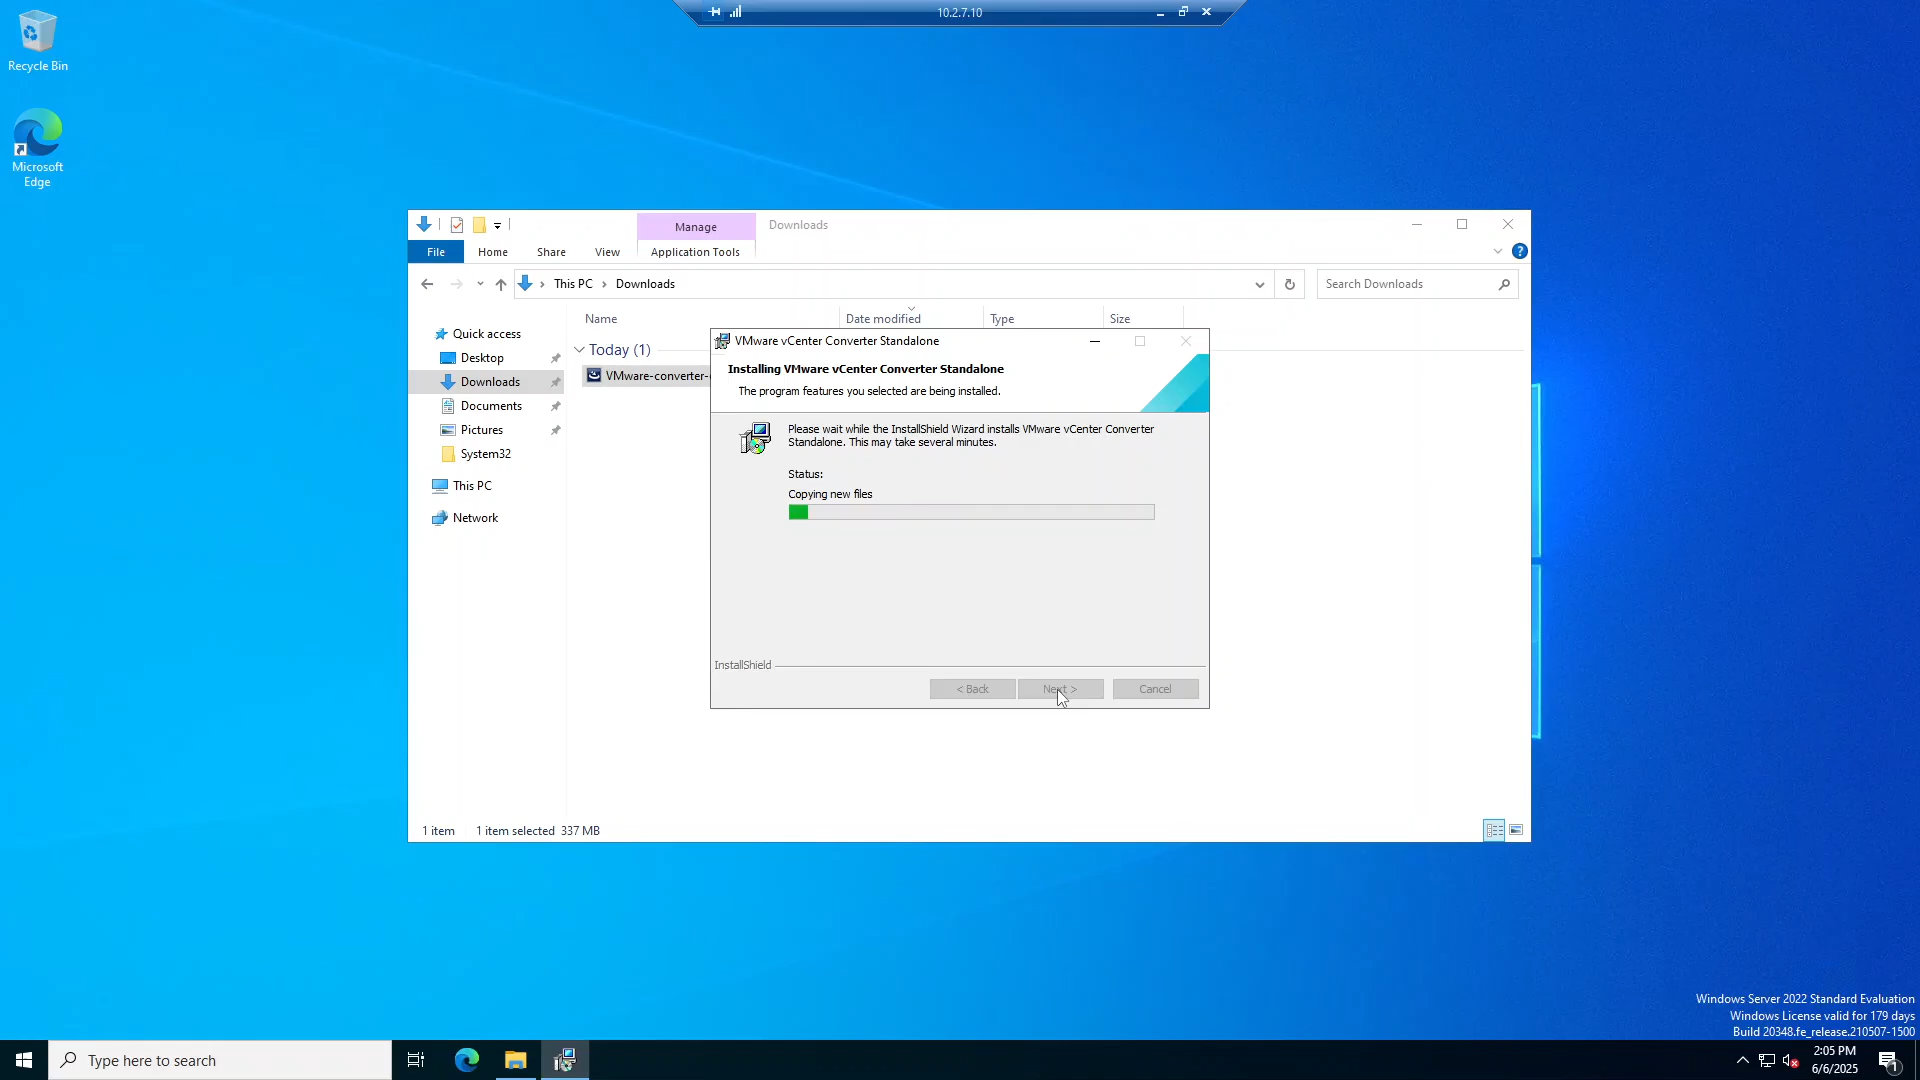 10.2.7.10
Recycle Bin
Microsoft
Edge
Manage
Downloads
File
Home
Share
View
Application Tools
This PC
Downloads
Search Downloads
Name
Date modified
Type
Size
Quick access
Desktop
Downloads
Documents
Pictures
System32
This PC
Network
Today (1)
VMware-converter-
VMware vCenter Converter Standalone
Installing VMware vCenter Converter Standalone
The program features you selected are being installed.
Please wait while the InstallShield Wizard installs VMware vCenter Converter
Standalone. This may take several minutes.
Status:
Copying new files
InstallShield
< Back
Next >
Cancel
1 item
1 item selected 337 MB
Windows Server 2022 Standard Evaluation
Windows License valid for 179 days
Build 20348.fe_release.210507-1500
Type here to search
2:05 PM
6/6/2025
1